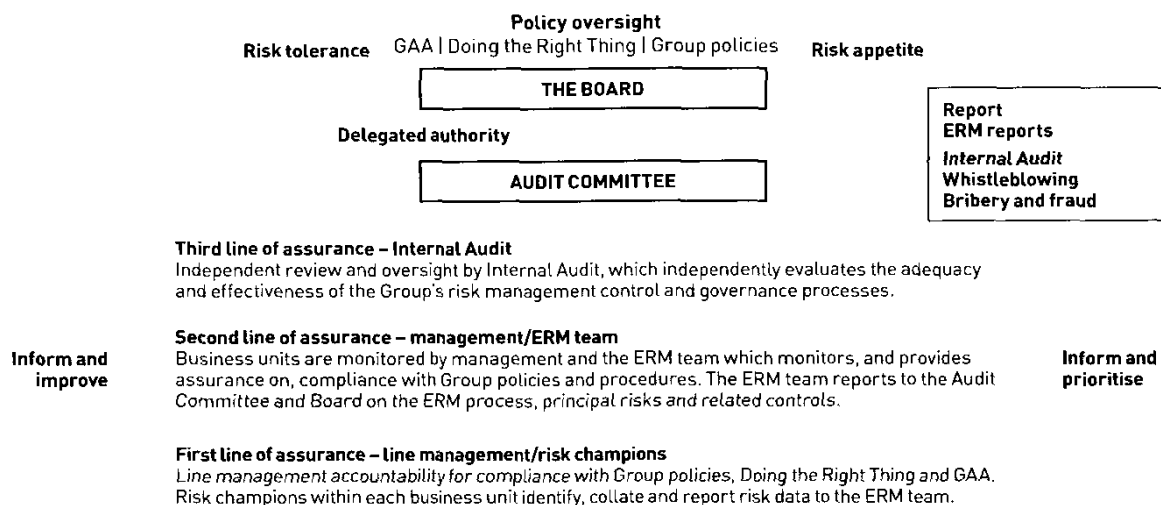 Policy oversight
Risk tolerance
GAA | Doing the Right Thing | Group policies
Risk appetite
THE BOARD
Delegated authority
AUDIT COMMITTEE
Report
ERM reports
Internal Audit
Whistleblowing
Bribery and fraud
Third line of assurance – Internal Audit
Independent review and oversight by Internal Audit, which independently evaluates the adequacy
and effectiveness of the Group's risk management control and governance processes.
Inform and
improve
Second line of assurance – management/ERM team
Business units are monitored by management and the ERM team which monitors, and provides
assurance on, compliance with Group policies and procedures. The ERM team reports to the Audit
Committee and Board on the ERM process, principal risks and related controls.
Inform and
prioritise
First line of assurance – line management/risk champions
Line management accountability for compliance with Group policies, Doing the Right Thing and GAA.
Risk champions within each business unit identify, collate and report risk data to the ERM team.